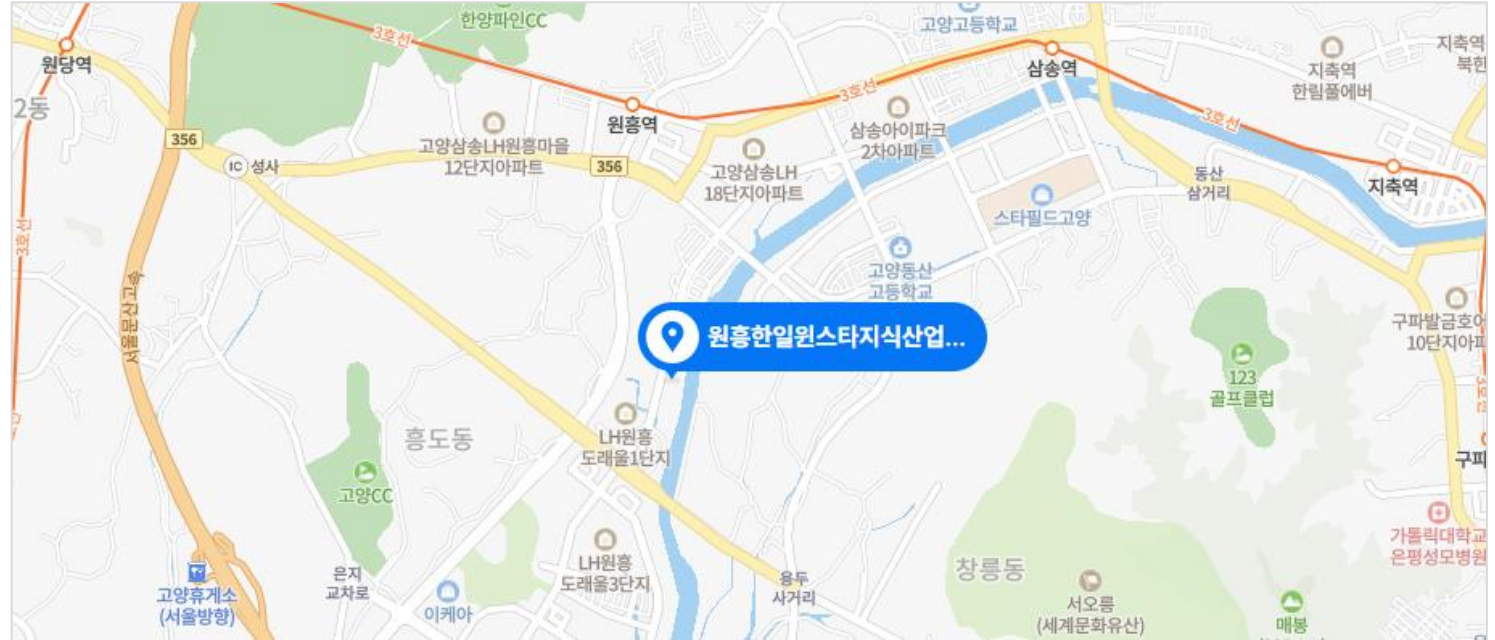 한양파인CC
3호선
고양고등학교
원당역
삼송역
지축역
북한
지축역
한림풀에버
2동
3호선
원흥역
삼송아이파크
2차아파트
3호선
356
고양삼송LH원흥마을
12단지아파트
356
고양삼송LH
18단지아파트
IC 성사
동산
삼거리
지축역
스타필드고양
3호선
고양동산
고등학교
서울문산고속
원흥한일윈스타지식산업...
구파발금호어
10단지아파
123
골프클럽
흥도동
LH원흥
도래울1단지
고양CC
구파
가톨릭대학교
은평성모병원
LH원흥
도래울3단지
창릉동
고양휴게소
(서울방향)
은지
교차로
이케아
용두
사거리
서오릉
(세계문화유산)
매봉